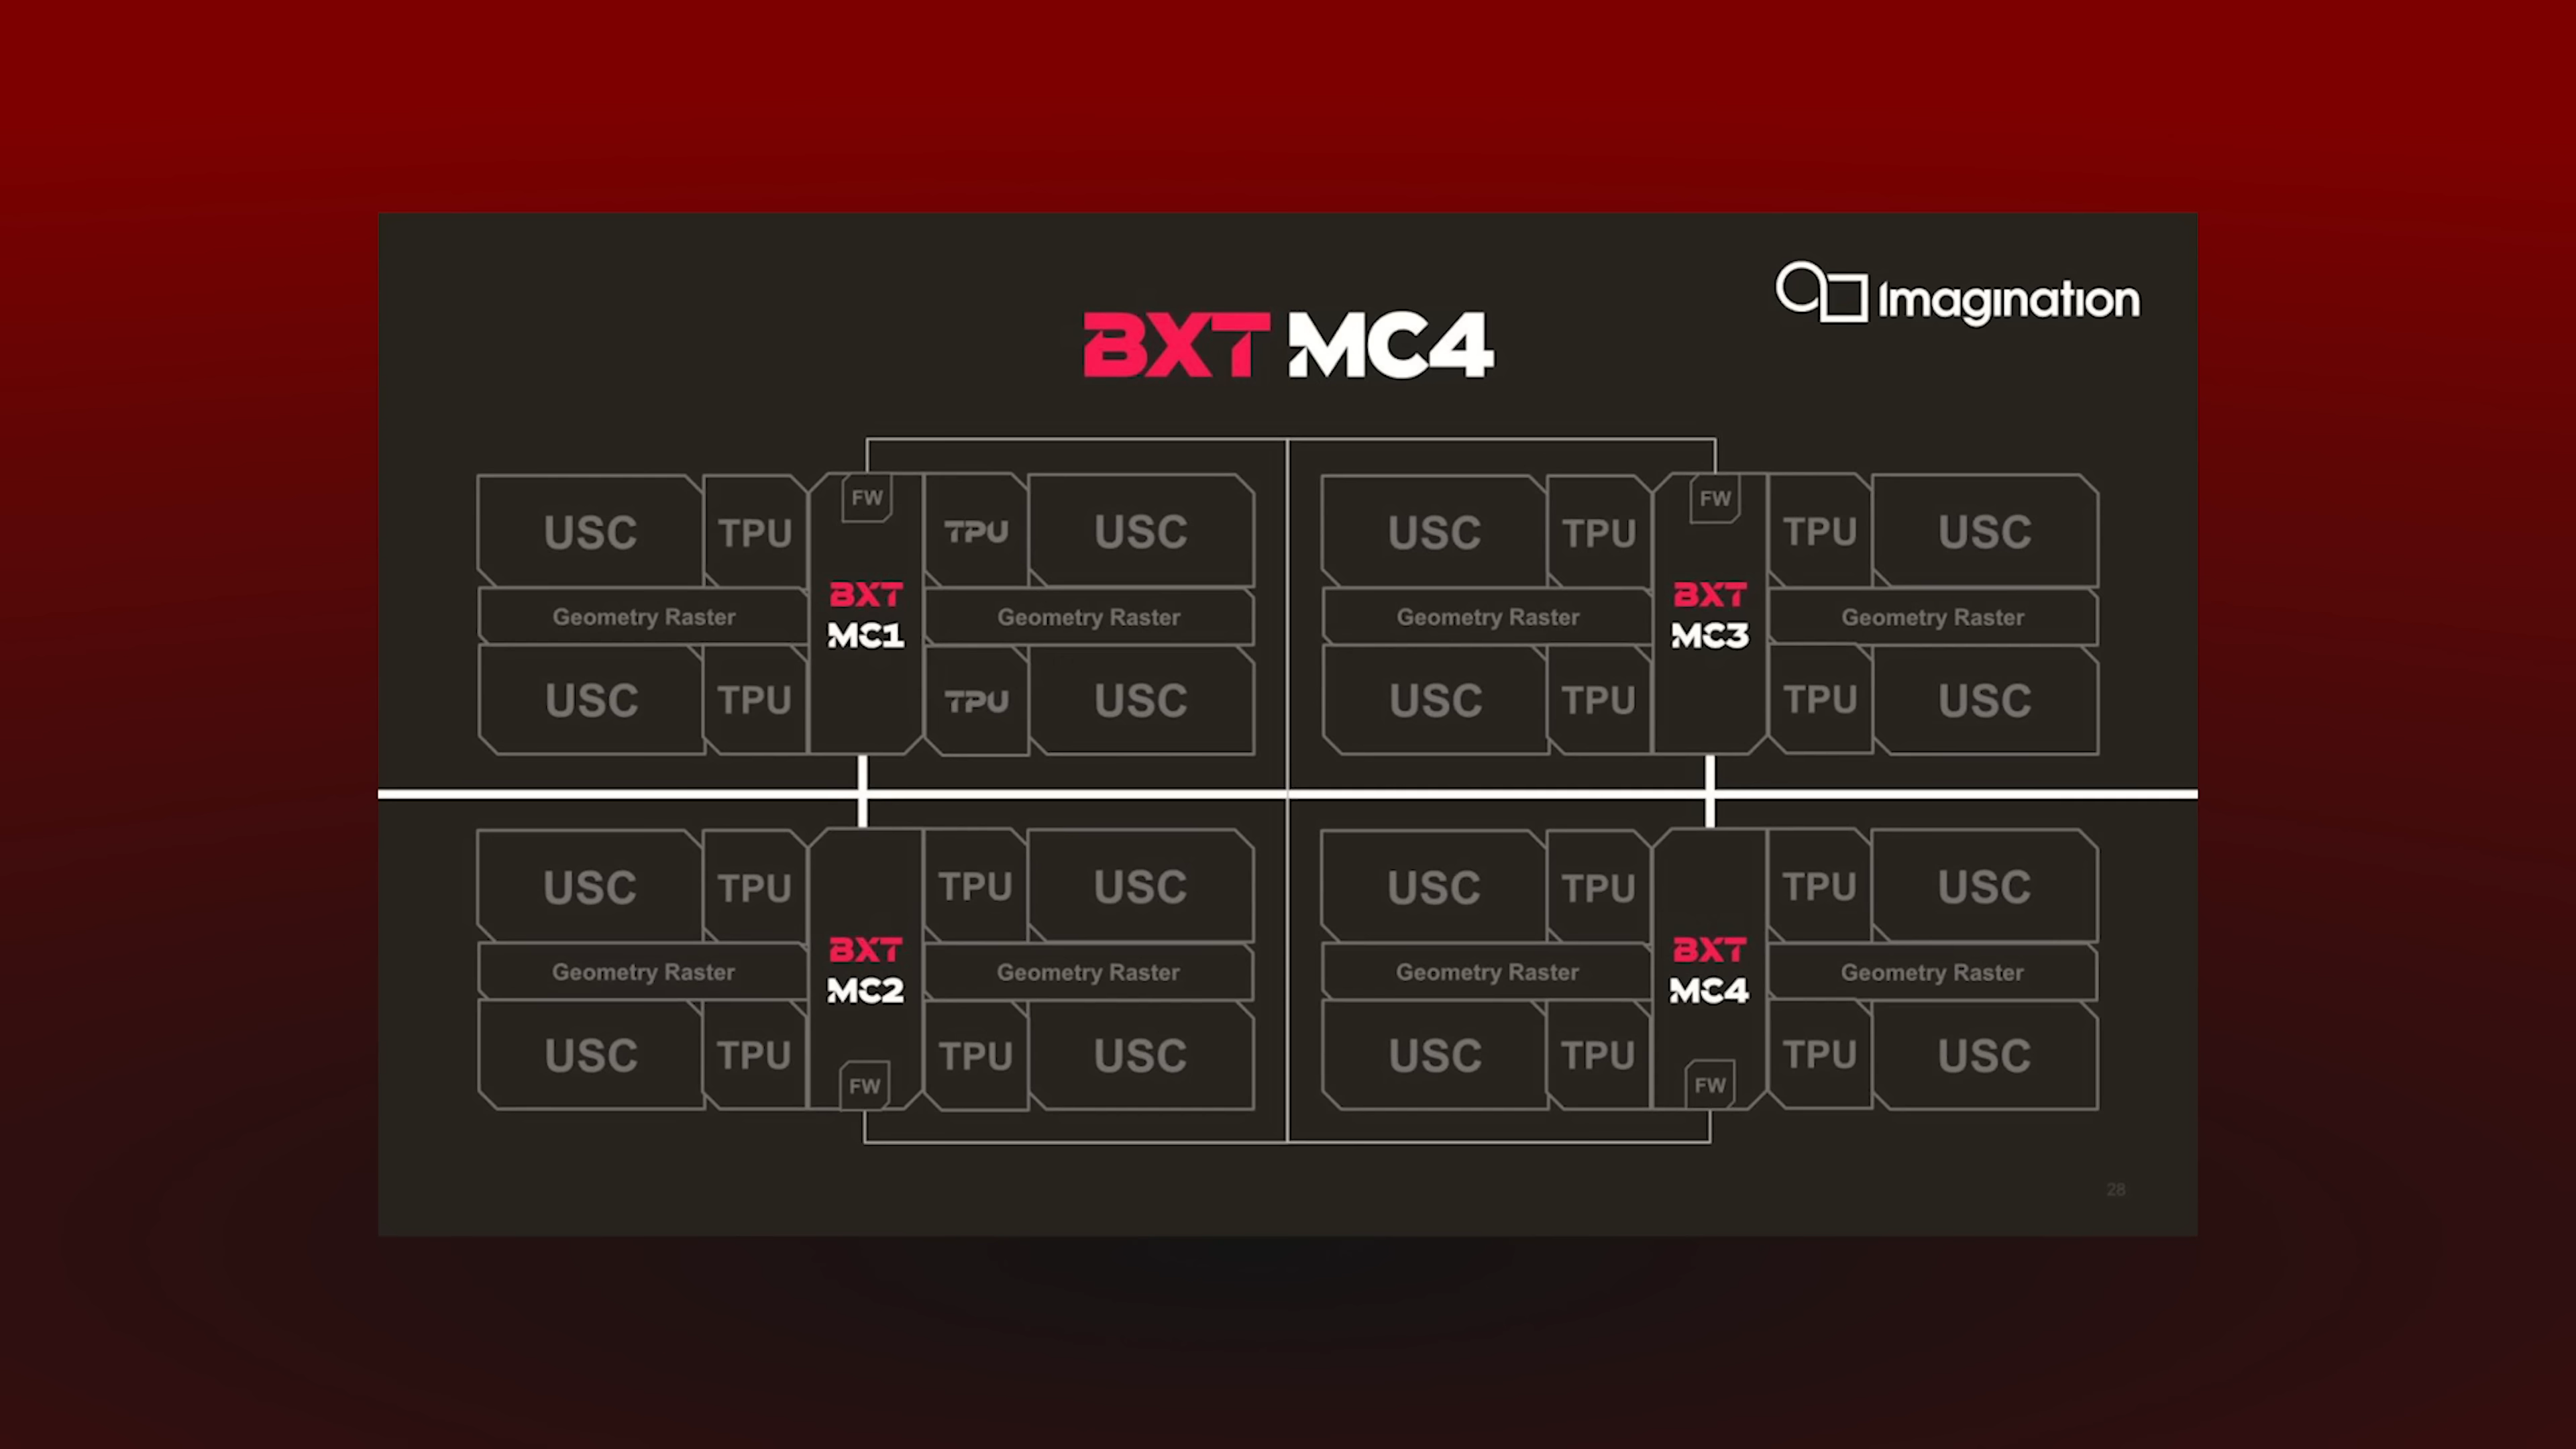 Imagination
BXT MC4
USC TPU FW TPU USC
Geometry Raster BXT MC1 Geometry Raster
USC TPU TPU USC
USC TPU FW TPU USC
Geometry Raster BXT MC3 Geometry Raster
USC TPU TPU USC
USC TPU TPU USC
Geometry Raster BXT MC2 Geometry Raster
USC TPU FW TPU USC
USC TPU TPU USC
Geometry Raster BXT MC4 Geometry Raster
USC TPU FW TPU USC
28